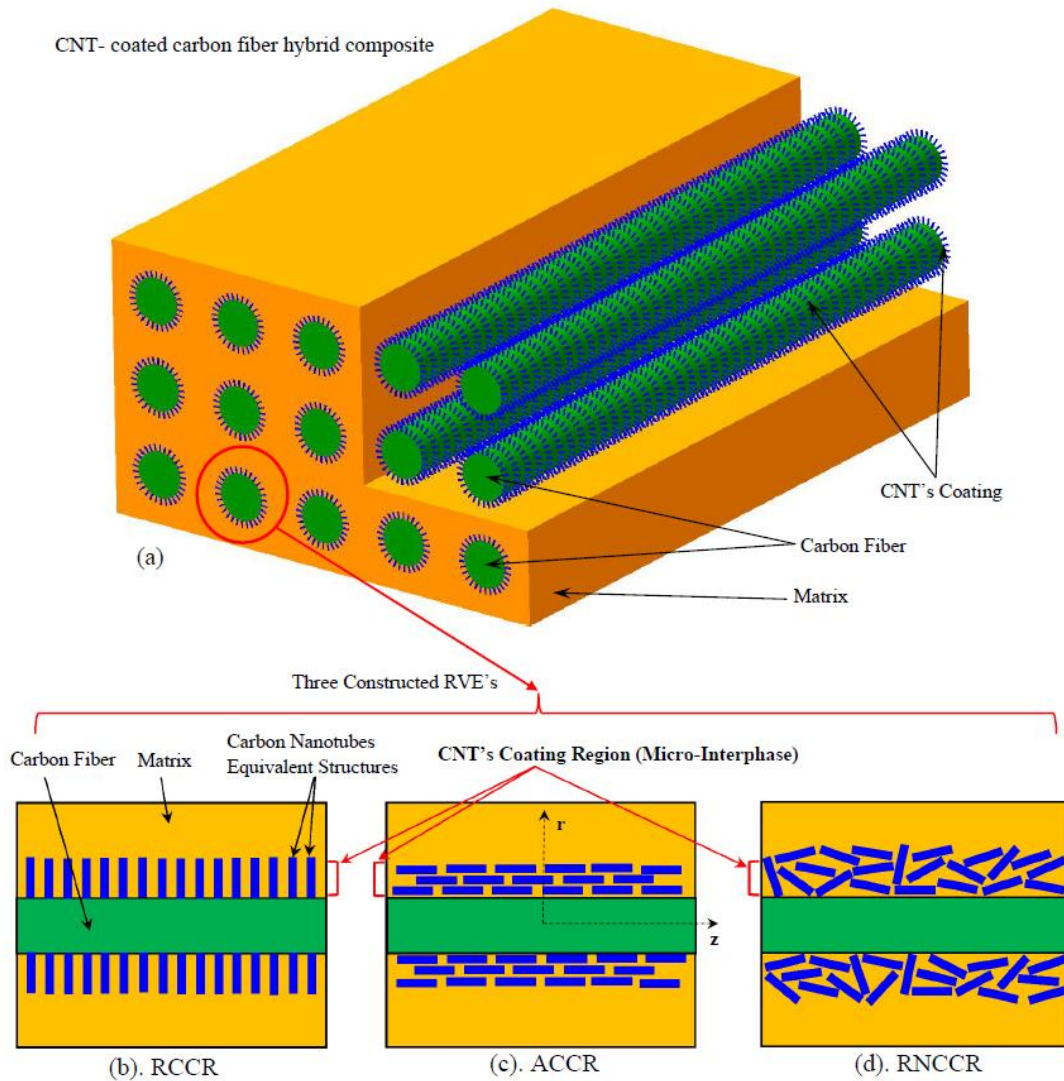 CNT- coated carbon fiber hybrid composite
CNT's Coating
Carbon Fiber
(a)
Matrix
Three Constructed RVE's
Carbon Fiber
Matrix
Carbon Nanotubes
Equivalent Structures
CNT's Coating Region (Micro-Interphase)
r
z
(b). RCCR
(c). ACCR
(d). RNCCR